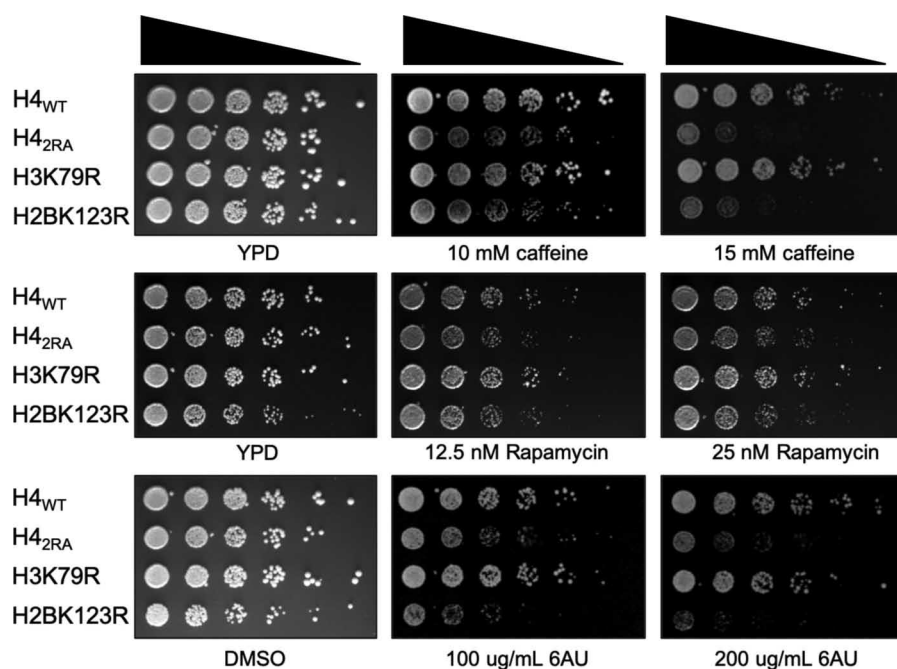 H4WT
H42RA
H3K79R
H2BK123R
YPD 10 mM caffeine 15 mM caffeine
H4WT
H42RA
H3K79R
H2BK123R
YPD 12.5 nM Rapamycin 25 nM Rapamycin
H4WT
H42RA
H3K79R
H2BK123R
DMSO 100 ug/mL 6AU 200 ug/mL 6AU